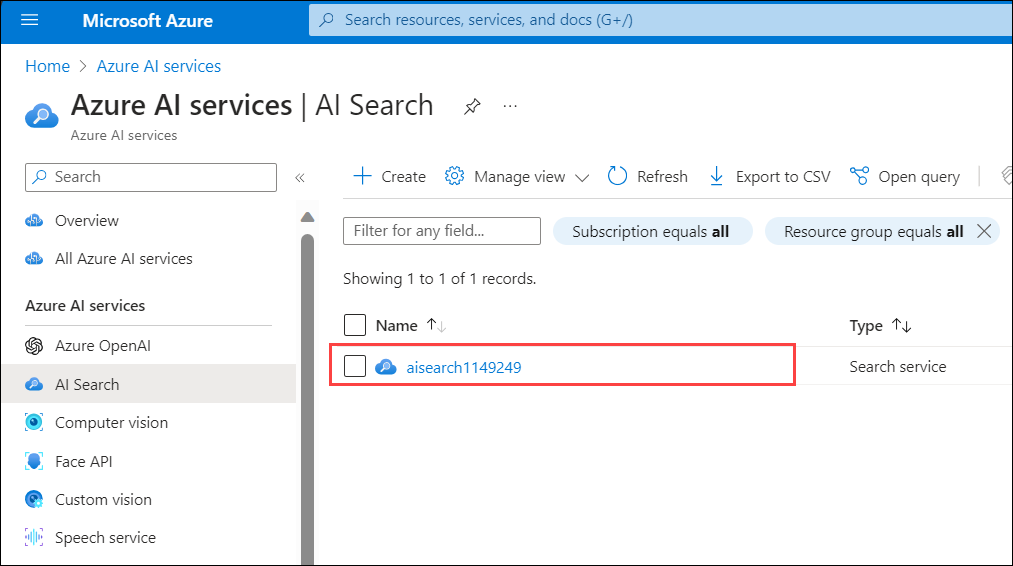 Microsoft Azure
Search resources, services, and docs (G+/)
Home > Azure AI services
Azure AI services | AI Search
Azure AI services
Search
Overview
All Azure AI services
Azure AI services
Azure OpenAI
AI Search
Computer vision
Face API
Custom vision
Speech service
Create
Manage view
Refresh
Export to CSV
Open query
Filter for any field...
Subscription equals all
Resource group equals all
Showing 1 to 1 of 1 records.
Name
Type
aisearch1149249
Search service